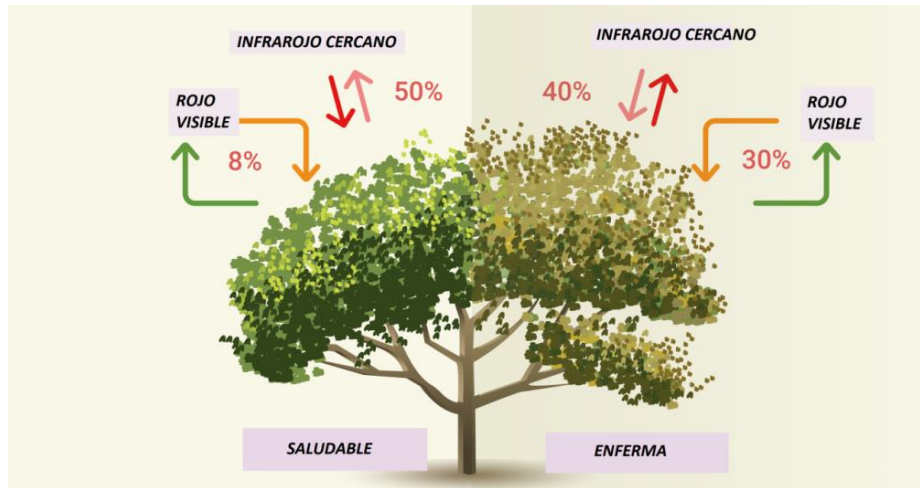 INFRAROJO CERCANO
INFRAROJO CERCANO
50%
40%
ROJO
VISIBLE
ROJO
VISIBLE
8%
30%
SALUDABLE
ENFERMA